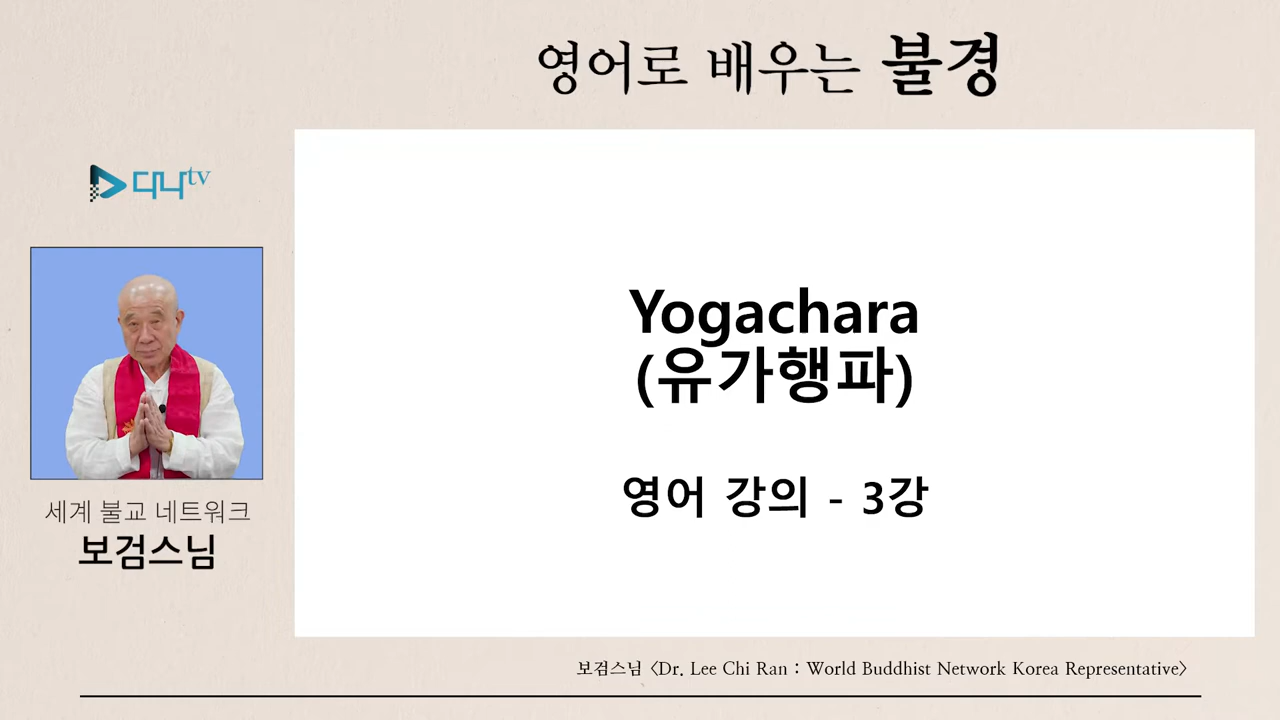 영어로 배우는 불경
디나tv
Yogachara
(유가행파)
영어 강의 - 3강
세계 불교 네트워크
보검스님
보검스님 <Dr. Lee Chi Ran : World Buddhist Network Korea Representative>